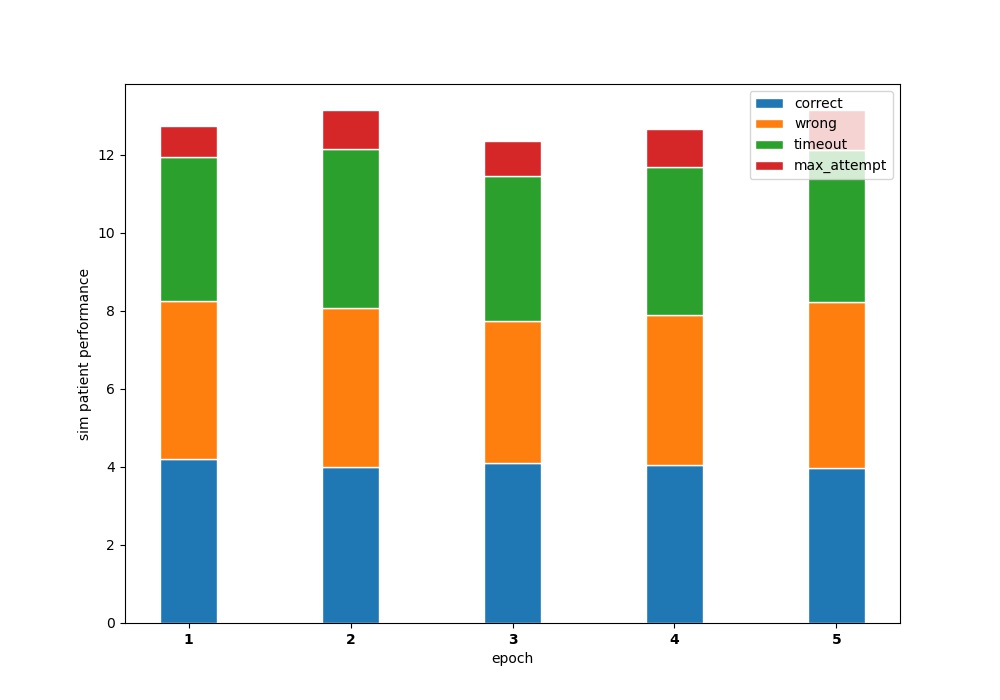 correct
wrong
timeout
max_attempt
12
10
8
6
4
2
0
sim patient performance
1 2 3 4 5
epoch